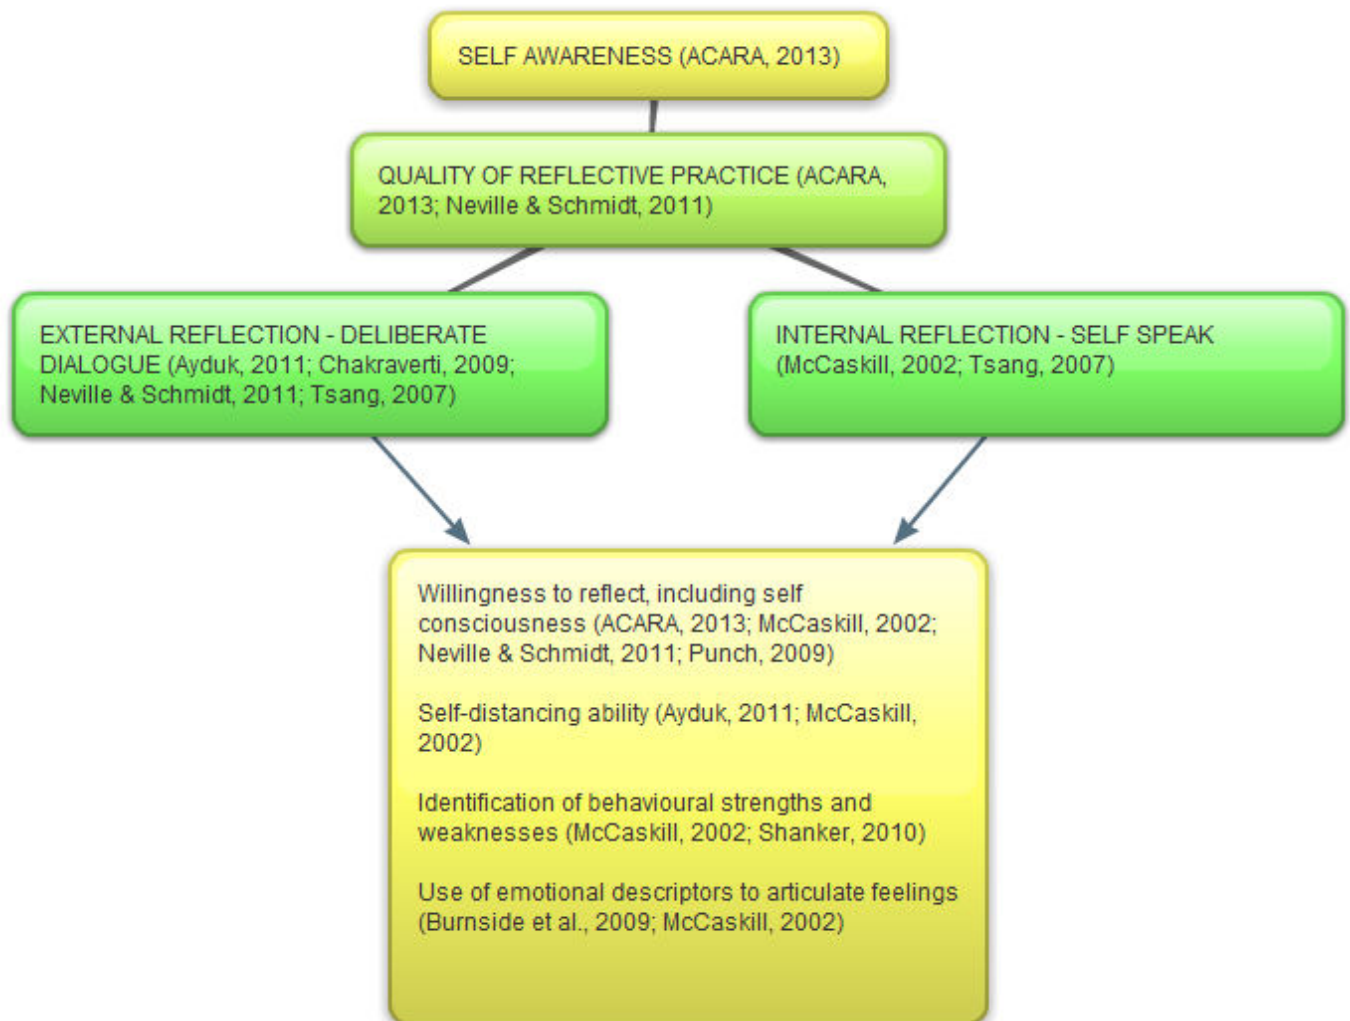 SELF AWARENESS (ACARA, 2013)
QUALITY OF REFLECTIVE PRACTICE (ACARA,
2013; Neville & Schmidt, 2011)
EXTERNAL REFLECTION - DELIBERATE
DIALOGUE (Ayduk, 2011; Chakraverti, 2009;
Neville & Schmidt, 2011; Tsang, 2007)
INTERNAL REFLECTION - SELF SPEAK
(McCaskill, 2002; Tsang, 2007)
Willingness to reflect, including self
consciousness (ACARA, 2013; McCaskill, 2002;
Neville & Schmidt, 2011; Punch, 2009)
Self-distancing ability (Ayduk, 2011; McCaskill,
2002)
Identification of behavioural strengths and
weaknesses (McCaskill, 2002; Shanker, 2010)
Use of emotional descriptors to articulate feelings
(Burnside et al., 2009; McCaskill, 2002)